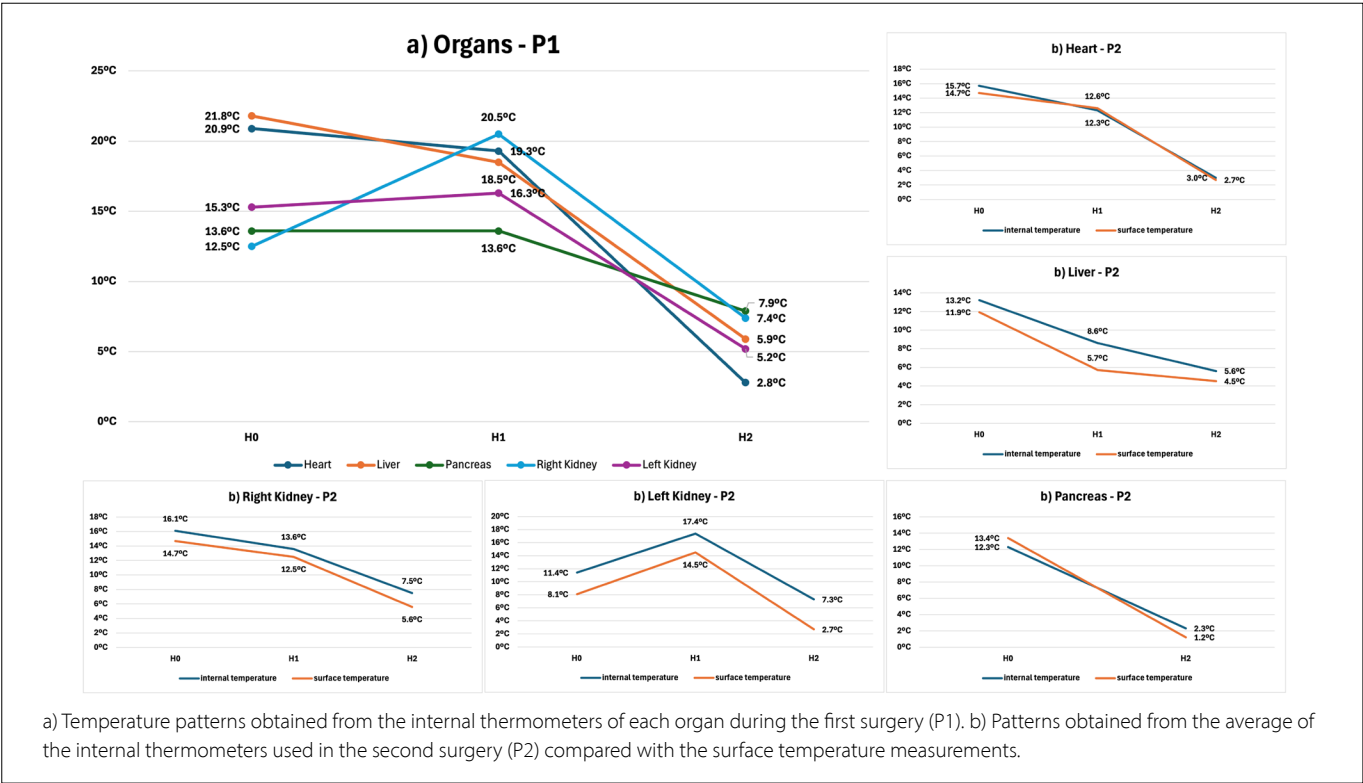 a) Organs - P1
25ºC
20ºC
15ºC
10ºC
5ºC
0ºC
21.8ºC
20.9ºC
15.3ºC
13.6ºC
12.5ºC
20.5ºC
19.3ºC
18.5ºC
16.3ºC
13.6ºC
7.9ºC
7.4ºC
5.9ºC
5.2ºC
2.8ºC
H0 H1 H2
Heart Liver Pancreas Right Kidney Left Kidney
b) Heart - P2
18ºC
16ºC
14ºC
12ºC
10ºC
8ºC
6ºC
4ºC
2ºC
0ºC
15.7ºC
14.7ºC
12.6ºC
12.3ºC
3.0ºC 2.7ºC
H0 H1 H2
internal temperature surface temperature
b) Liver - P2
14ºC
12ºC
10ºC
8ºC
6ºC
4ºC
2ºC
0ºC
13.2ºC
11.9ºC
8.6ºC
5.7ºC
5.6ºC
4.5ºC
H0 H1 H2
internal temperature surface temperature
b) Right Kidney - P2
18ºC
16ºC
14ºC
12ºC
10ºC
8ºC
6ºC
4ºC
2ºC
0ºC
16.1ºC
14.7ºC
13.6ºC
12.5ºC
7.5ºC
5.6ºC
H0 H1 H2
internal temperature surface temperature
b) Left Kidney - P2
20ºC
18ºC
16ºC
14ºC
12ºC
10ºC
8ºC
6ºC
4ºC
2ºC
0ºC
11.4ºC
8.1ºC
17.4ºC
14.5ºC
7.3ºC
2.7ºC
H0 H1 H2
internal temperature surface temperature
b) Pancreas - P2
16ºC
14ºC
12ºC
10ºC
8ºC
6ºC
4ºC
2ºC
0ºC
13.4ºC
12.3ºC
2.3ºC
1.2ºC
H0 H2
internal temperature surface temperature
a) Temperature patterns obtained from the internal thermometers of each organ during the first surgery (P1). b) Patterns obtained from the average of
the internal thermometers used in the second surgery (P2) compared with the surface temperature measurements.